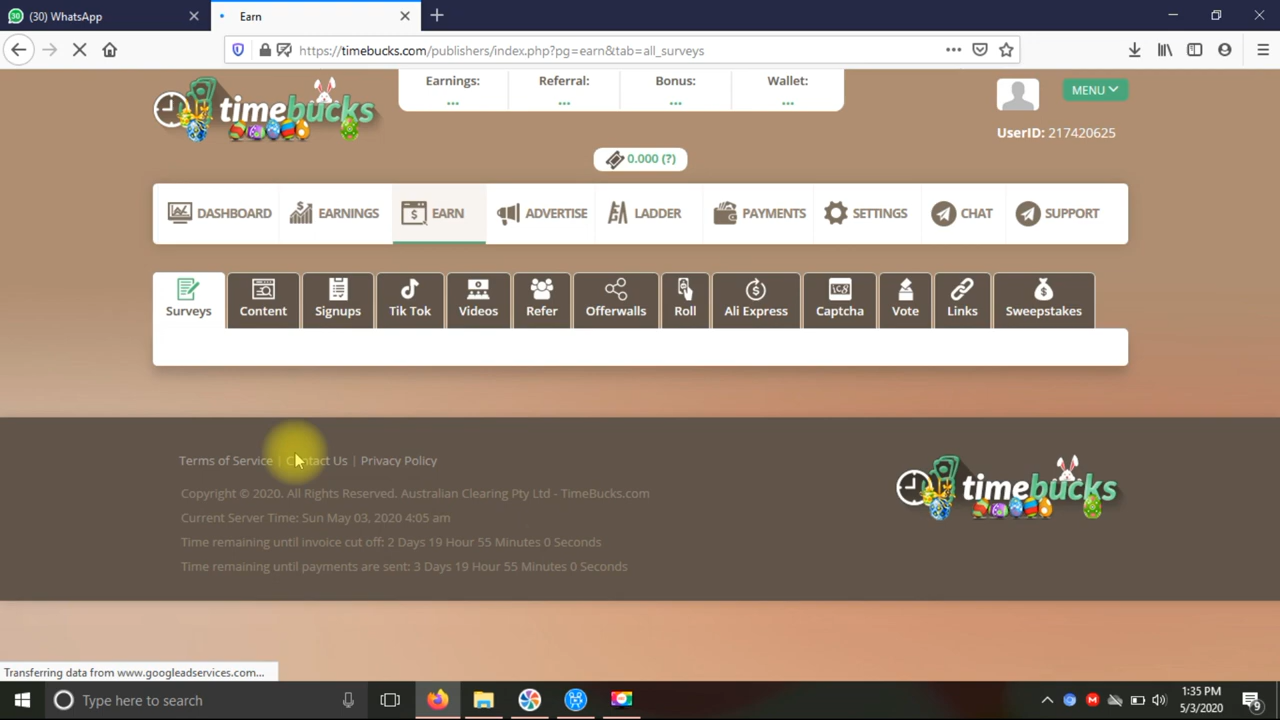 30
(30) WhatsApp
Earn
https://timebucks.com/publishers/index.php?pg=earn&tab=all_surveys
timebucks
Earnings:
...
Referral:
...
Bonus:
...
Wallet:
...
MENU
UserID: 217420625
0.000 (?)
DASHBOARD
EARNINGS
EARN
ADVERTISE
LADDER
PAYMENTS
SETTINGS
CHAT
SUPPORT
Surveys
Content
Signups
Tik Tok
Videos
Refer
Offerwalls
Roll
Ali Express
Captcha
Vote
Links
Sweepstakes
Terms of Service | Contact Us | Privacy Policy
Copyright © 2020. All Rights Reserved. Australian Clearing Pty Ltd - TimeBucks.com
Current Server Time: Sun May 03, 2020 4:05 am
Time remaining until invoice cut off: 2 Days 19 Hour 55 Minutes 0 Seconds
Time remaining until payments are sent: 3 Days 19 Hour 55 Minutes 0 Seconds
timebucks
Transferring data from www.googleadservices.com...
Type here to search
1:35 PM
5/3/2020
9